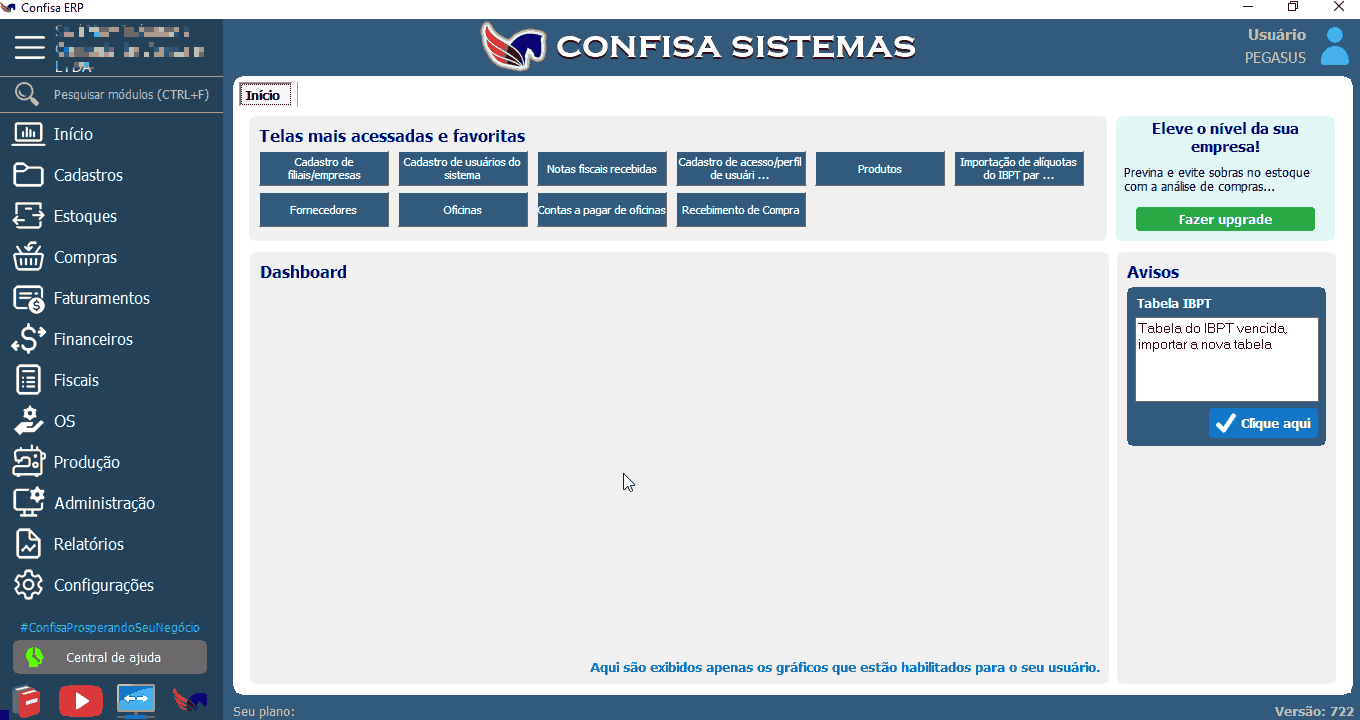 Confisa ERP
LTDA
CONFISA SISTEMAS
Usuário
PEGASUS
Pesquisar módulos (CTRL+F)
Início
Cadastros
Estoques
Compras
Faturamentos
Financeiros
Fiscais
OS
Produção
Administração
Relatórios
Configurações
#ConfisaProsperandoSeuNegócio
Central de ajuda
Início
Telas mais acessadas e favoritas
Cadastro de
filiais/empresas
Cadastro de usuários do
sistema
Notas fiscais recebidas
Cadastro de acesso/perfil
de usuári ...
Produtos
Importação de alíquotas
do IBPT par ...
Fornecedores
Oficinas
Contas a pagar de oficinas
Recebimento de Compra
Eleve o nível da sua
empresa!
Previna e evite sobras no estoque
com a análise de compras...
Fazer upgrade
Dashboard
Aqui são exibidos apenas os gráficos que estão habilitados para o seu usuário.
Avisos
Tabela IBPT
Tabela do IBPT vencida,
importar a nova tabela
Clique aqui
Seu plano:
Versão: 722